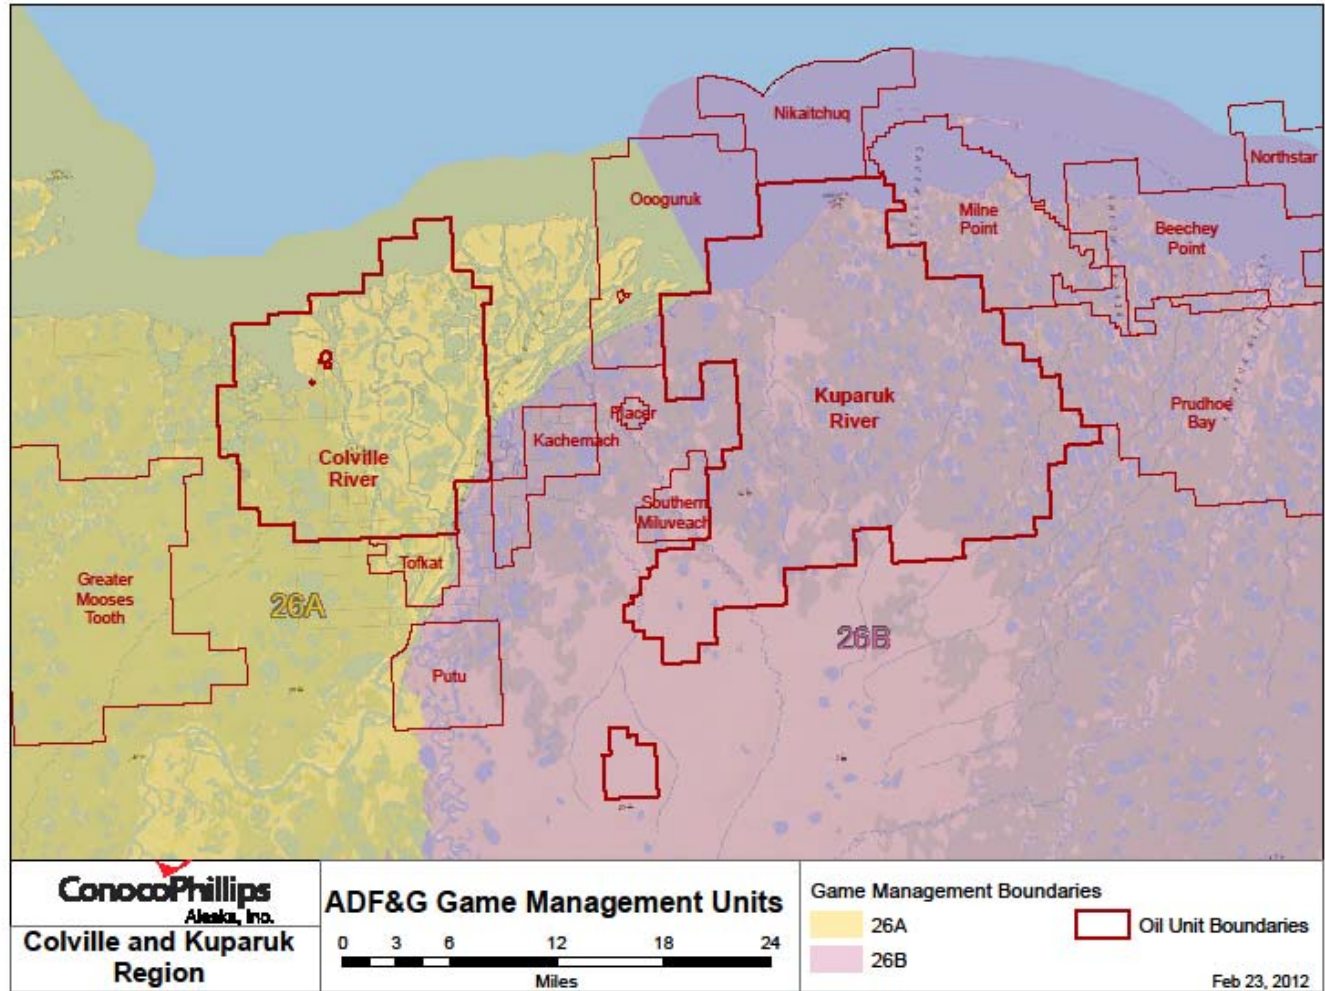 Nikaitchuq
Northstar
Oooguruk
Milne
Point
Beechey
Point
Kuparuk
River
Prudhoe
Bay
Placer
Kachemach
Colville
River
Southern
Miluveach
Tofkat
Greater
Mooses
Tooth
26A
26B
Putu
ConocoPhillips
Alaska, Inc.
Colville and Kuparuk
Region
ADF&G Game Management Units
0 3 6 12 18 24
Miles
Game Management Boundaries
26A
26B
Oil Unit Boundaries
Feb 23, 2012